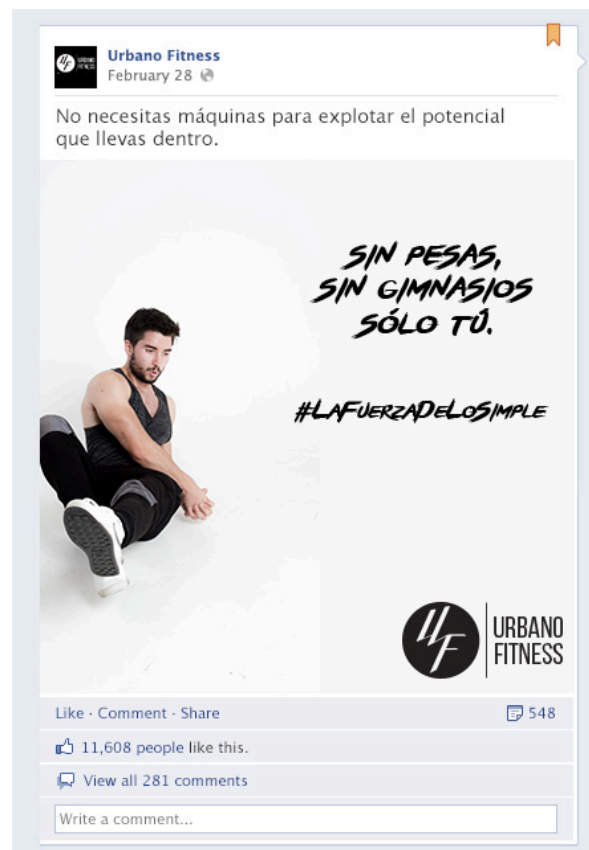 Urbano Fitness
February 28
No necesitas máquinas para explotar el potencial
que llevas dentro.
SIN PESAS,
SIN GIMNASIOS
SÓLO TÚ.
#LAFUERZADELOSIMPLE
UF
URBANO
FITNESS
Like · Comment · Share
548
11,608 people like this.
View all 281 comments
Write a comment...